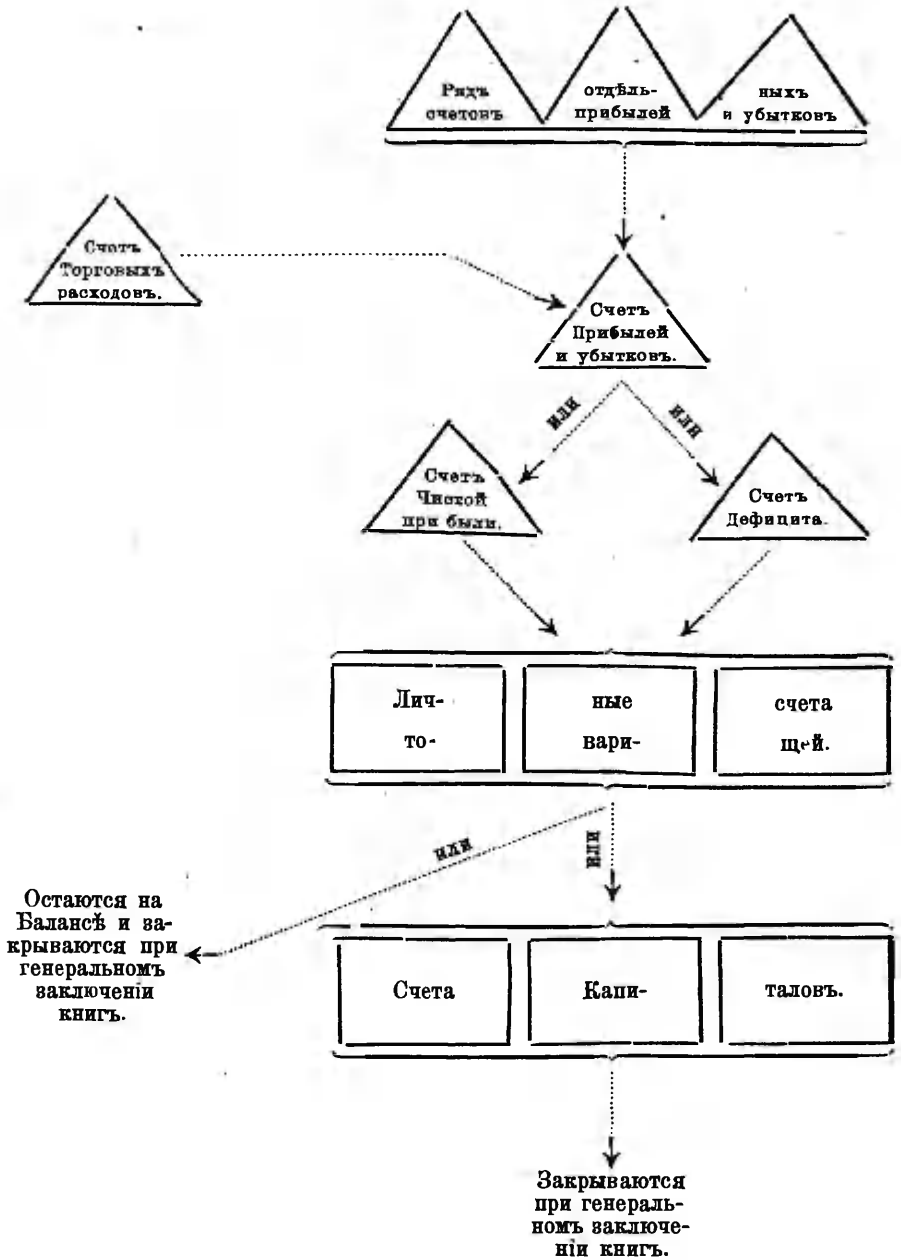 Рядъ отдѣль- ныхъ
счетовъ прибылей и убытковъ
Счетъ
Торговыхъ
расходовъ.
Счетъ
Прибылей
и убытковъ.
или или
Счетъ
Чистой
при были.
Счетъ
Дефицита.
Лич- ные счета
то- вари- щей.
или
или
Остаются на
Балансѣ и за-
крываются при
генеральномъ
заключеніи
книгъ.
Счета Капи- таловъ.
Закрываются
при генераль-
номъ заключе-
ніи книгъ.